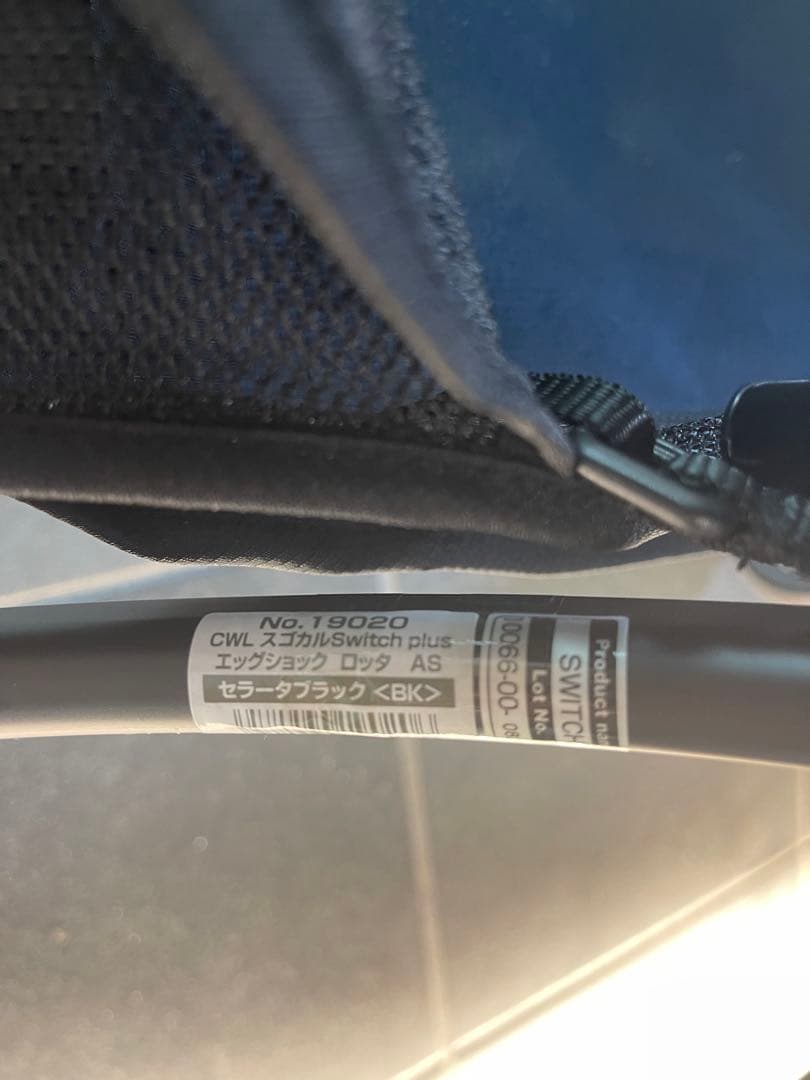 No.19020
CWL スゴカルSwitch plus
エッグショック ロッタ AS
セラータブラック<BK>
Product
SWITCH
Lot No.
0066-00-